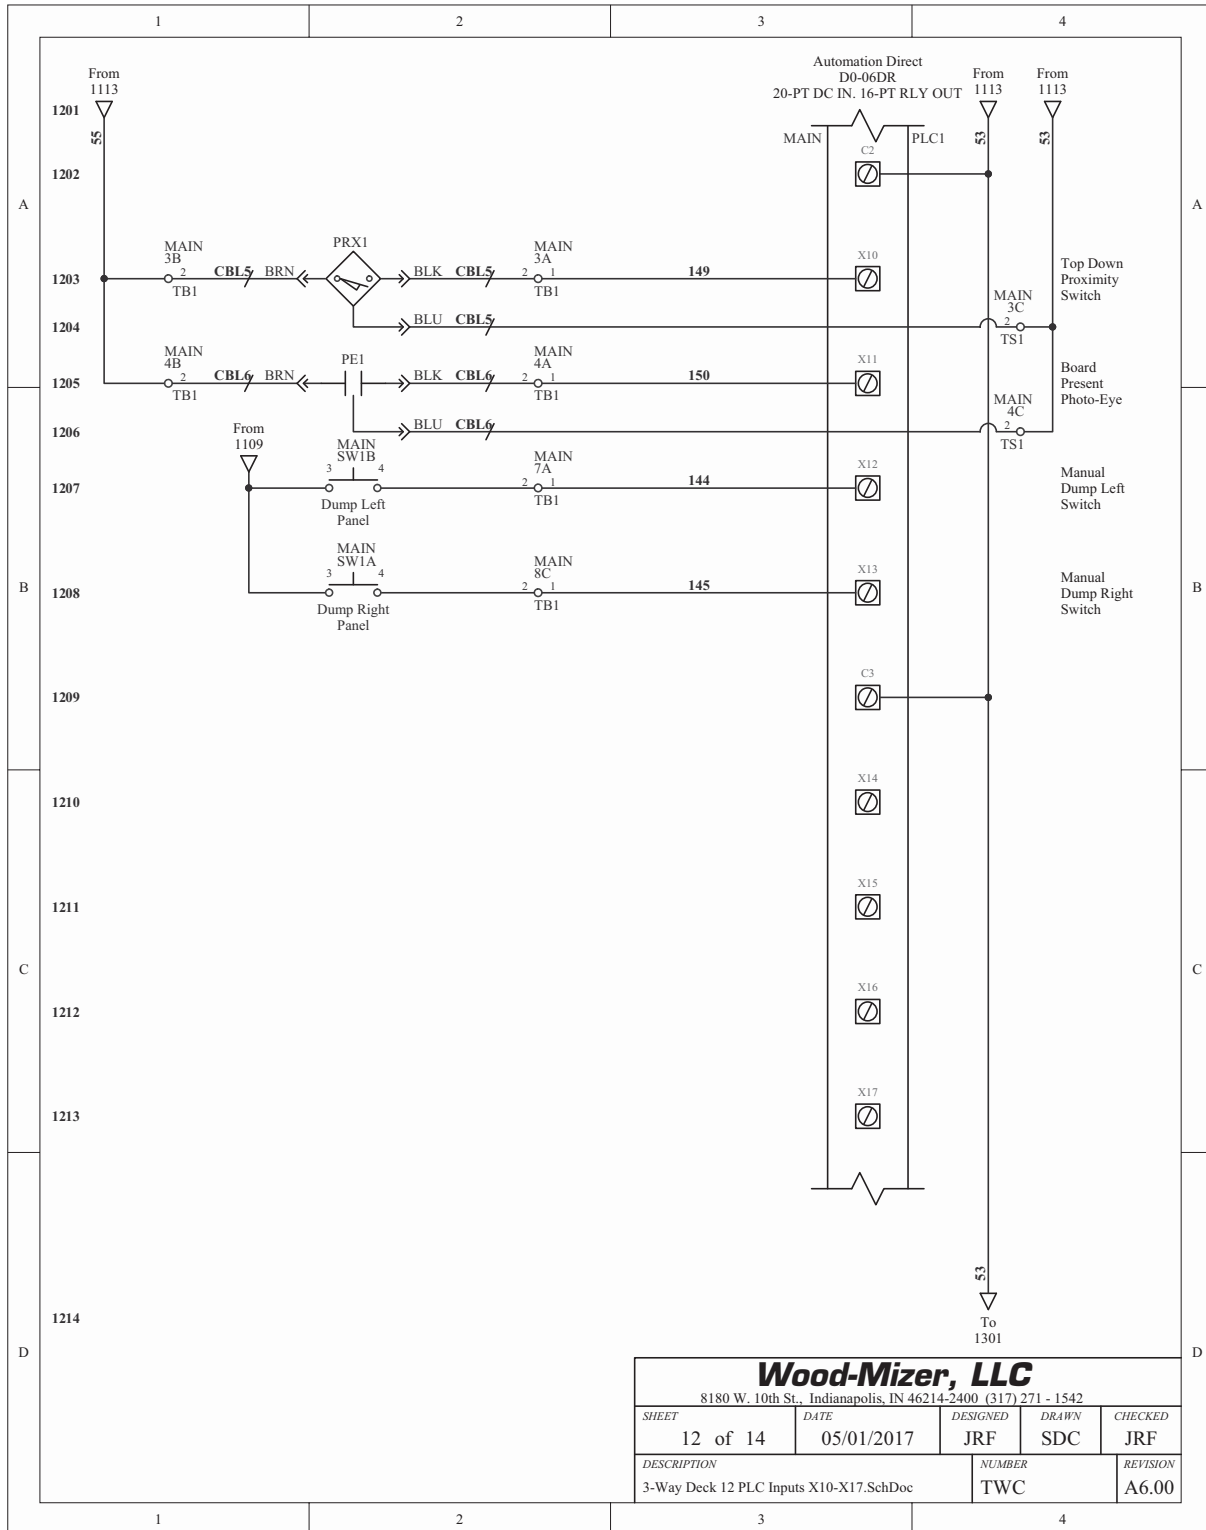 1 2 3 4
From
1113
Automation Direct
D0-06DR
20-PT DC IN. 16-PT RLY OUT
From
1113
From
1113
1201
55
MAIN
PLC1
53
53
1202
C2
A
A
MAIN
3B
2
TB1
CBL5
BRN
PRX1
BLK
CBL5
MAIN
3A
2 1
TB1
149
X10
Top Down
Proximity
Switch
1203
1204
BLU
CBL5
MAIN
3C
2
TS1
1205
MAIN
4B
2
TB1
CBL6
BRN
PE1
BLK
CBL6
MAIN
4A
2 1
TB1
150
X11
Board
Present
Photo-Eye
1206
BLU
CBL6
MAIN
4C
2
TS1
From
1109
1207
MAIN
SW1B
3 4
Dump Left
Panel
MAIN
7A
2 1
TB1
144
X12
Manual
Dump Left
Switch
B
B
1208
MAIN
SW1A
3 4
Dump Right
Panel
MAIN
8C
2 1
TB1
145
X13
Manual
Dump Right
Switch
1209
C3
1210
X14
1211
X15
C
C
1212
X16
1213
X17
53
1214
To
1301
D
D
Wood-Mizer, LLC
8180 W. 10th St., Indianapolis, IN 46214-2400 (317) 271 - 1542
SHEET
12 of 14
DATE
05/01/2017
DESIGNED
JRF
DRAWN
SDC
CHECKED
JRF
DESCRIPTION
3-Way Deck 12 PLC Inputs X10-X17.SchDoc
NUMBER
TWC
REVISION
A6.00
1 2 3 4